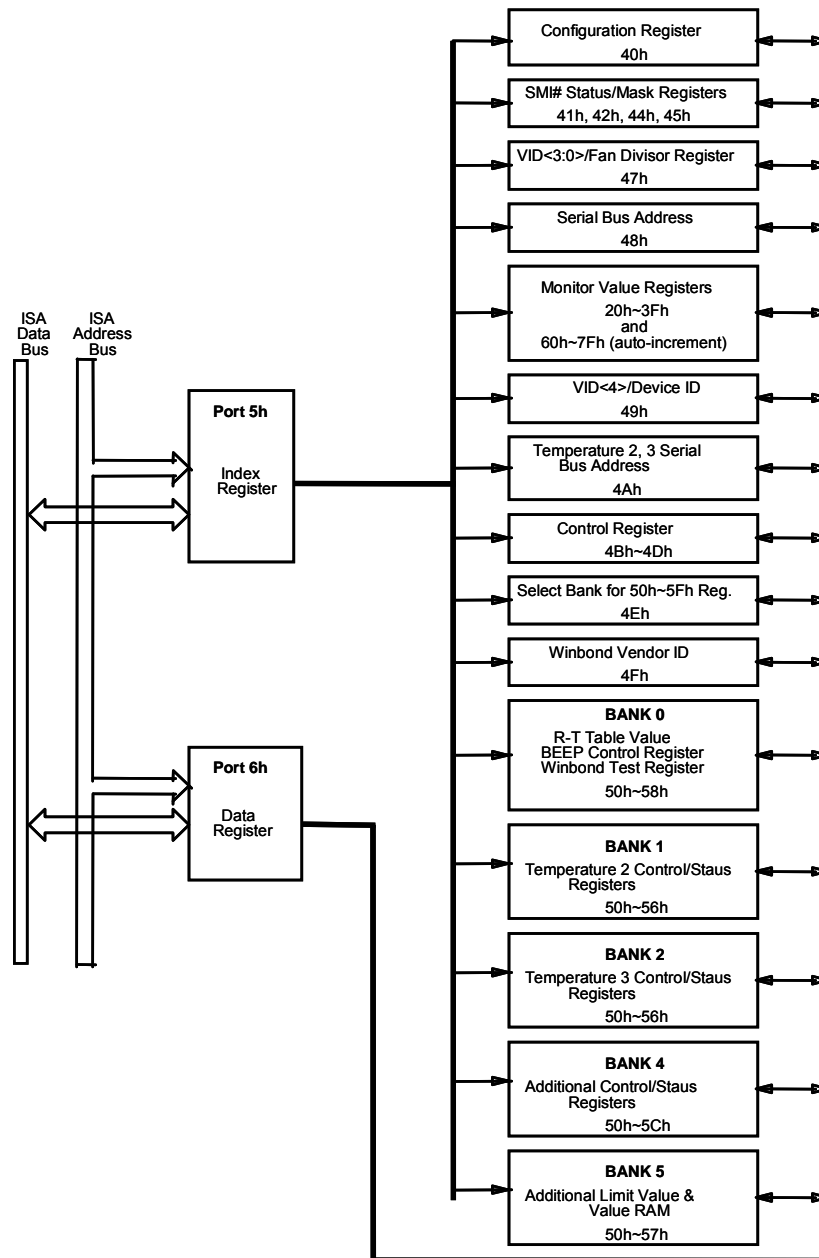 Configuration Register
40h
SMI# Status/Mask Registers
41h, 42h, 44h, 45h
VID<3:0>/Fan Divisor Register
47h
Serial Bus Address
48h
Monitor Value Registers
20h~3Fh
and
60h~7Fh (auto-increment)
VID<4>/Device ID
49h
Temperature 2, 3 Serial
Bus Address
4Ah
Control Register
4Bh~4Dh
Select Bank for 50h~5Fh Reg.
4Eh
Winbond Vendor ID
4Fh
BANK 0
R-T Table Value
BEEP Control Register
Winbond Test Register
50h~58h
BANK 1
Temperature 2 Control/Staus
Registers
50h~56h
BANK 2
Temperature 3 Control/Staus
Registers
50h~56h
BANK 4
Additional Control/Staus
Registers
50h~5Ch
BANK 5
Additional Limit Value &
Value RAM
50h~57h
ISA
Data
Bus
ISA
Address
Bus
Port 5h
Index
Register
Port 6h
Data
Register